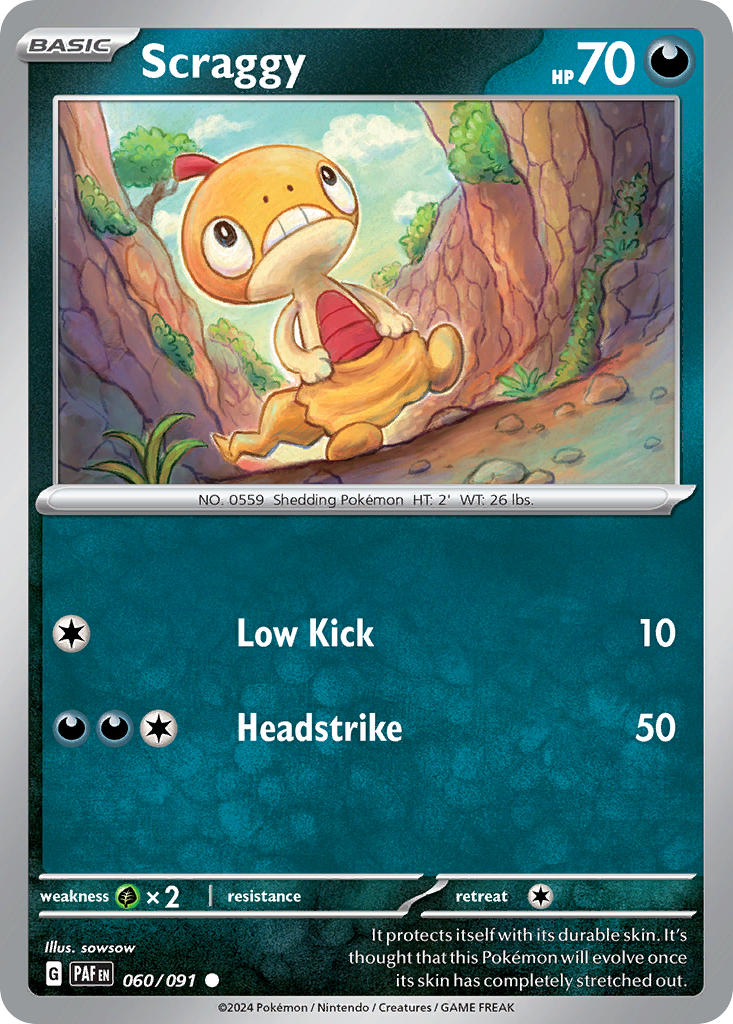 BASIC
Scraggy
HP 70
NO. 0559 Shedding Pokémon HT: 2' WT: 26 lbs.
Low Kick 10
Headstrike 50
weakness ×2 resistance retreat
Illus. sowsow
It protects itself with its durable skin. It's
thought that this Pokémon will evolve once
its skin has completely stretched out.
G PAF EN 060/091
©2024 Pokémon / Nintendo / Creatures / GAME FREAK